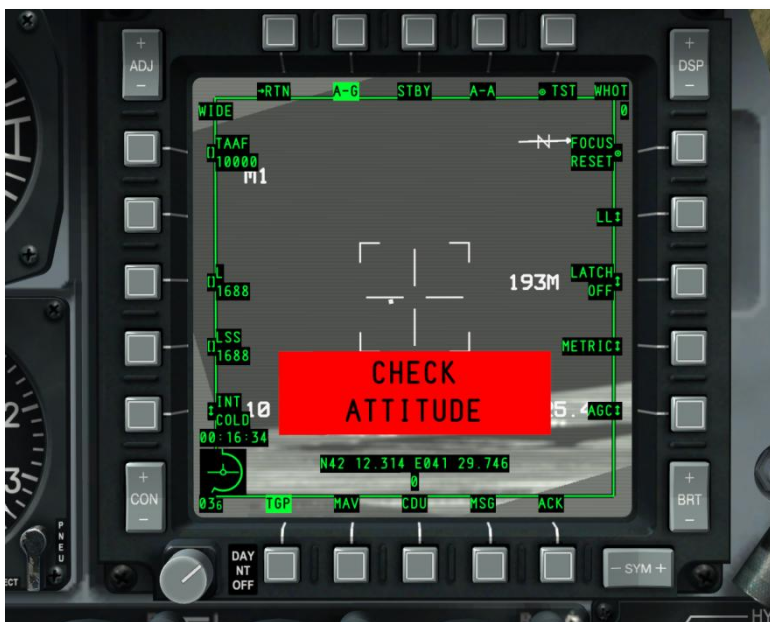 +
ADJ
-
+
DSP
-
→RTN A-G STBY A-A TST WHOT
WIDE 0
TAAF
10000
M1
N
FOCUS
RESET
LL
L
1688
193M
LATCH
OFF
LSS
1688
METRIC
CHECK
ATTITUDE
INT
COLD
10
AGC
00:16:34
N42 12.314 E041 29.746
0
036
TGP MAV CDU MSG ACK
+
CON
-
+
BRT
-
PNEU
DAY
NT
OFF
- SYM +
HY